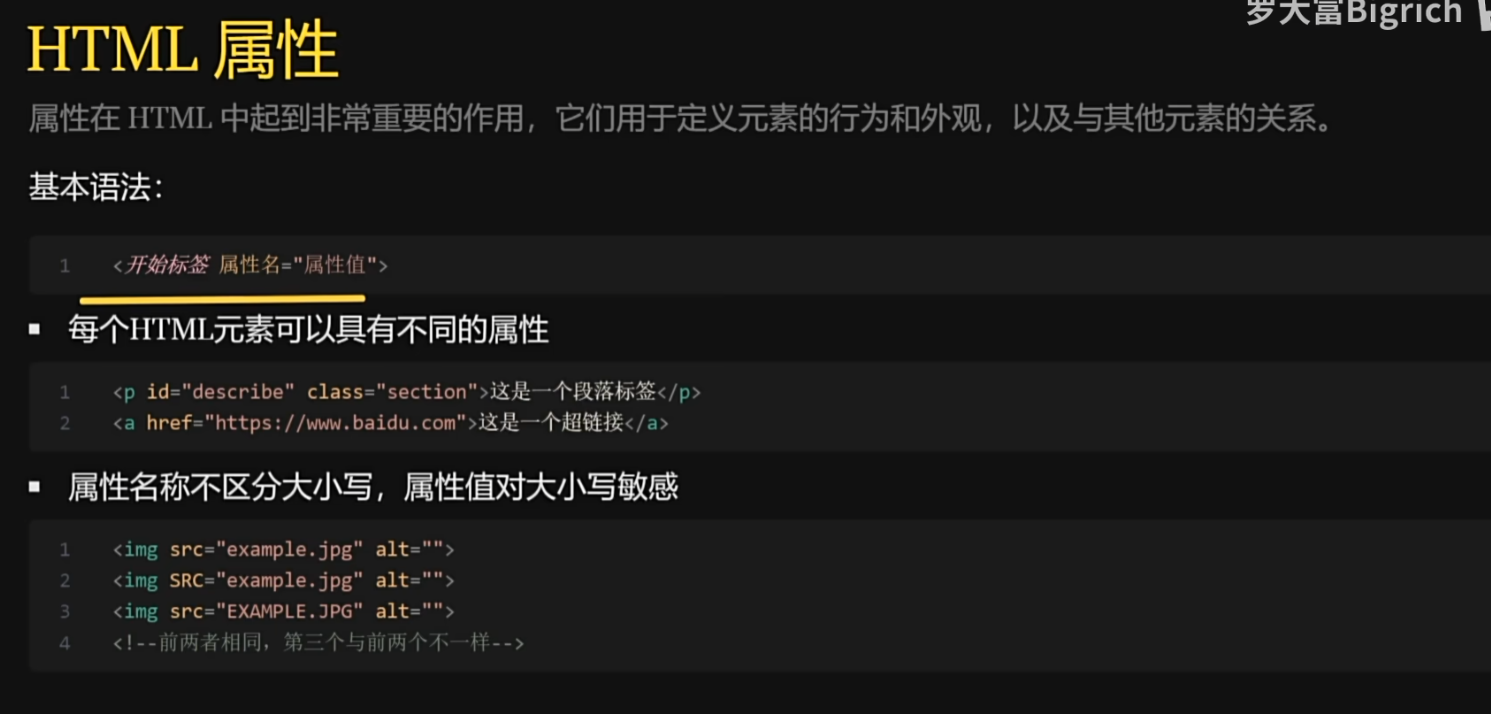 罗大富Bigrich
HTML 属性
属性在 HTML 中起到非常重要的作用，它们用于定义元素的行为和外观，以及与其他元素的关系。
基本语法：
1 <开始标签 属性名="属性值">
▪ 每个HTML元素可以具有不同的属性
1 <p id="describe" class="section">这是一个段落标签</p>
2 <a href="https://www.baidu.com">这是一个超链接</a>
▪ 属性名称不区分大小写，属性值对大小写敏感
1 <img src="example.jpg" alt="">
2 <img SRC="example.jpg" alt="">
3 <img src="EXAMPLE.JPG" alt="">
4 <!--前两者相同，第三个与前两个不一样-->